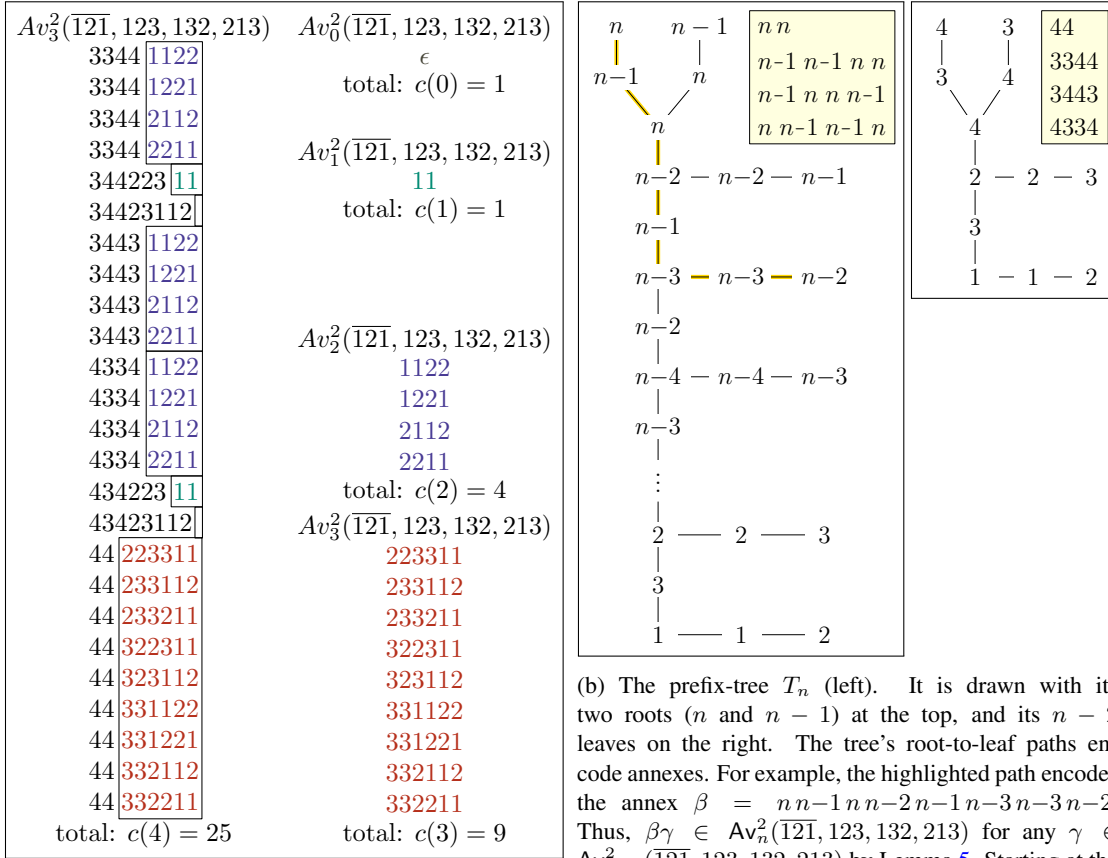 Av_3^2(\overline{121}, 123, 132, 213)
3344 1122
3344 1221
3344 2112
3344 2211
344223 11
34423112
3443 1122
3443 1221
3443 2112
3443 2211
4334 1122
4334 1221
4334 2112
4334 2211
434223 11
43423112
44 223311
44 233112
44 233211
44 322311
44 323112
44 331122
44 331221
44 332112
44 332211
total: c(4) = 25
Av_0^2(\overline{121}, 123, 132, 213)
ϵ
total: c(0) = 1
Av_1^2(\overline{121}, 123, 132, 213)
11
total: c(1) = 1
Av_2^2(\overline{121}, 123, 132, 213)
1122
1221
2112
2211
total: c(2) = 4
Av_3^2(\overline{121}, 123, 132, 213)
223311
233112
233211
322311
323112
331122
331221
332112
332211
total: c(3) = 9
n n−1
n−1 n
n
n−2 n−2 n−1
n−1
n−3 n−3 n−2
n−2
n−4 n−4 n−3
n−3
⋮
2 2 3
3
1 1 2
n n
n-1 n-1 n n
n-1 n n n-1
n n-1 n-1 n
4 3
3 4
4
2 2 3
3
1 1 2
44
3344
3443
4334
(b) The prefix-tree T_n (left). It is drawn with it
two roots (n and n − 1) at the top, and its n −
leaves on the right. The tree's root-to-leaf paths en
code annexes. For example, the highlighted path encode
the annex β = n n−1 n n−2 n−1 n−3 n−3 n−2
Thus, βγ ∈ Av_n^2(\overline{121}, 123, 132, 213) for any γ ∈
(\overline{121}, 123, 132, 213) by Lemma 5. Starting at the